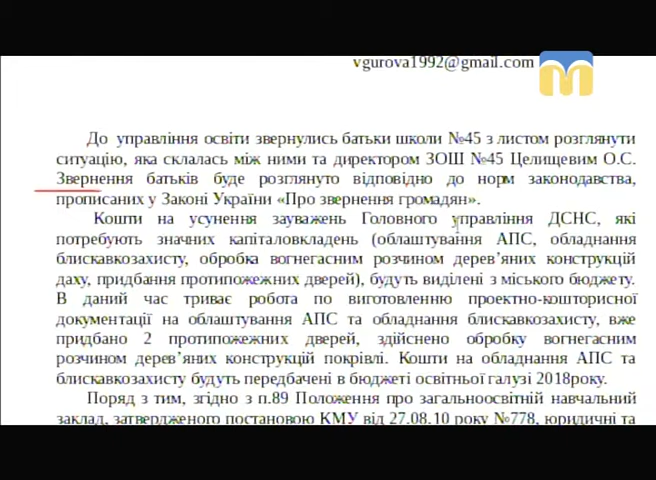 vgurova1992@gmail.com
До управління освіти звернулись батьки школи №45 з листом розглянути
ситуацію, яка склалась між ними та директором ЗОШ №45 Целищевим О.С.
Звернення батьків буде розглянуто відповідно до норм законодавства,
прописаних у Законі України «Про звернення громадян».
Кошти на усунення зауважень Головного управління ДСНС, які
потребують значних капіталовкладень (облаштування АПС, обладнання
блискавкозахисту, обробка вогнегасним розчином дерев’яних конструкцій
даху, придбання протипожежних дверей), будуть виділені з міського бюджету.
В даний час триває робота по виготовленню проектно-кошторисної
документації на облаштування АПС та обладнання блискавкозахисту, вже
придбано 2 протипожежних дверей, здійснено обробку вогнегасним
розчином дерев’яних конструкцій покрівлі. Кошти на обладнання АПС та
блискавкозахисту будуть передбачені в бюджеті освітньої галузі 2018року.
Поряд з тим, згідно з п.89 Положення про загальноосвітній навчальний
заклад, затвердженого постановою КМУ від 27.08.10 року №778, юридичні та